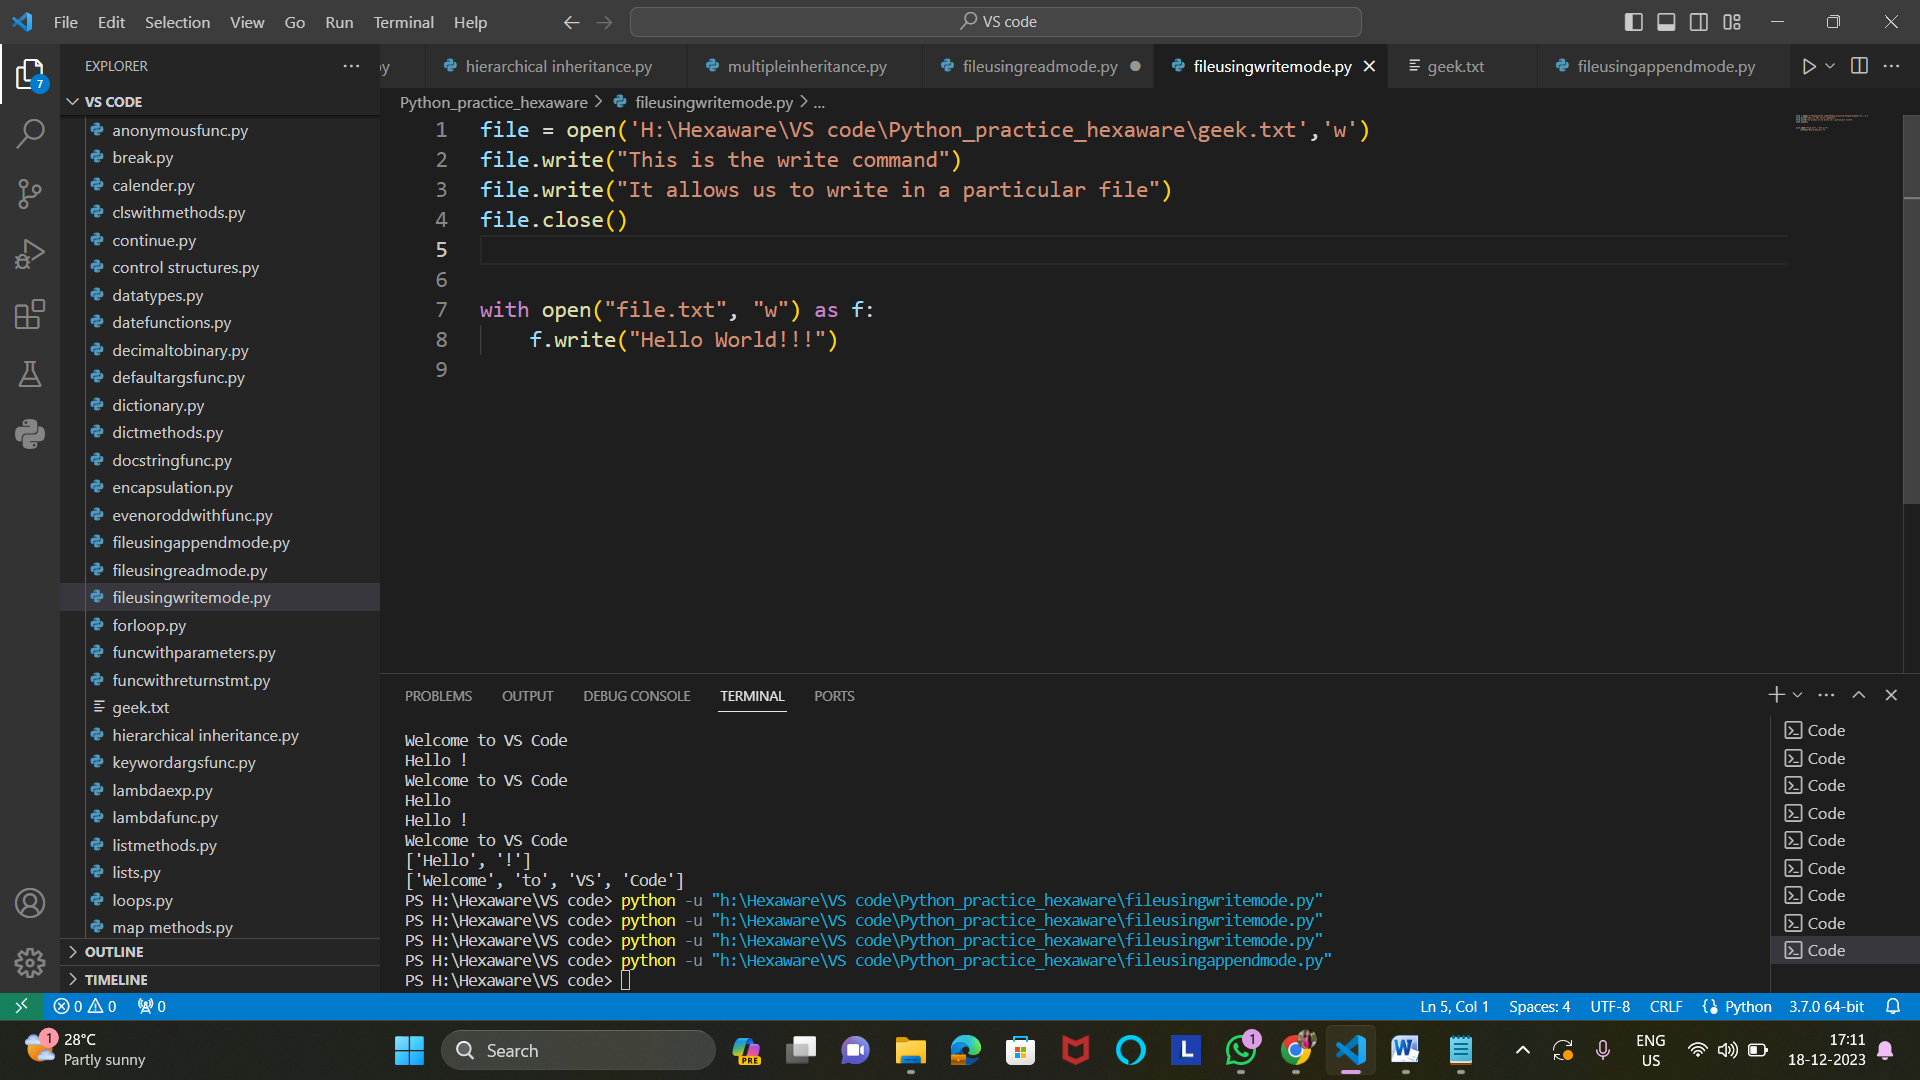 File Edit Selection View Go Run Terminal Help
VS code
EXPLORER
VS CODE
anonymousfunc.py
break.py
calender.py
clswithmethods.py
continue.py
control structures.py
datatypes.py
datefunctions.py
decimaltobinary.py
defaultargsfunc.py
dictionary.py
dictmethods.py
docstringfunc.py
encapsulation.py
evenoroddwithfunc.py
fileusingappendmode.py
fileusingreadmode.py
fileusingwritemode.py
forloop.py
funcwithparameters.py
funcwithreturnstmt.py
geek.txt
hierarchical inheritance.py
keywordargsfunc.py
lambdaexp.py
lambdafunc.py
listmethods.py
lists.py
loops.py
map methods.py
OUTLINE
TIMELINE
7
y hierarchical inheritance.py multipleinheritance.py fileusingreadmode.py fileusingwritemode.py geek.txt fileusingappendmode.py
Python_practice_hexaware > fileusingwritemode.py > ...
1 file = open('H:\Hexaware\VS code\Python_practice_hexaware\geek.txt','w')
2 file.write("This is the write command")
3 file.write("It allows us to write in a particular file")
4 file.close()
5
6
7 with open("file.txt", "w") as f:
8 f.write("Hello World!!!")
9
PROBLEMS OUTPUT DEBUG CONSOLE TERMINAL PORTS
Welcome to VS Code
Hello !
Welcome to VS Code
Hello
Hello !
Welcome to VS Code
['Hello', '!']
['Welcome', 'to', 'VS', 'Code']
PS H:\Hexaware\VS code> python -u "h:\Hexaware\VS code\Python_practice_hexaware\fileusingwritemode.py"
PS H:\Hexaware\VS code> python -u "h:\Hexaware\VS code\Python_practice_hexaware\fileusingwritemode.py"
PS H:\Hexaware\VS code> python -u "h:\Hexaware\VS code\Python_practice_hexaware\fileusingwritemode.py"
PS H:\Hexaware\VS code> python -u "h:\Hexaware\VS code\Python_practice_hexaware\fileusingappendmode.py"
PS H:\Hexaware\VS code>
Code
Code
Code
Code
Code
Code
Code
Code
Code
0 0 0 Ln 5, Col 1 Spaces: 4 UTF-8 CRLF Python 3.7.0 64-bit
1
28°C
Partly sunny
Search
PRE
L
1
W
ENG
US
17:11
18-12-2023